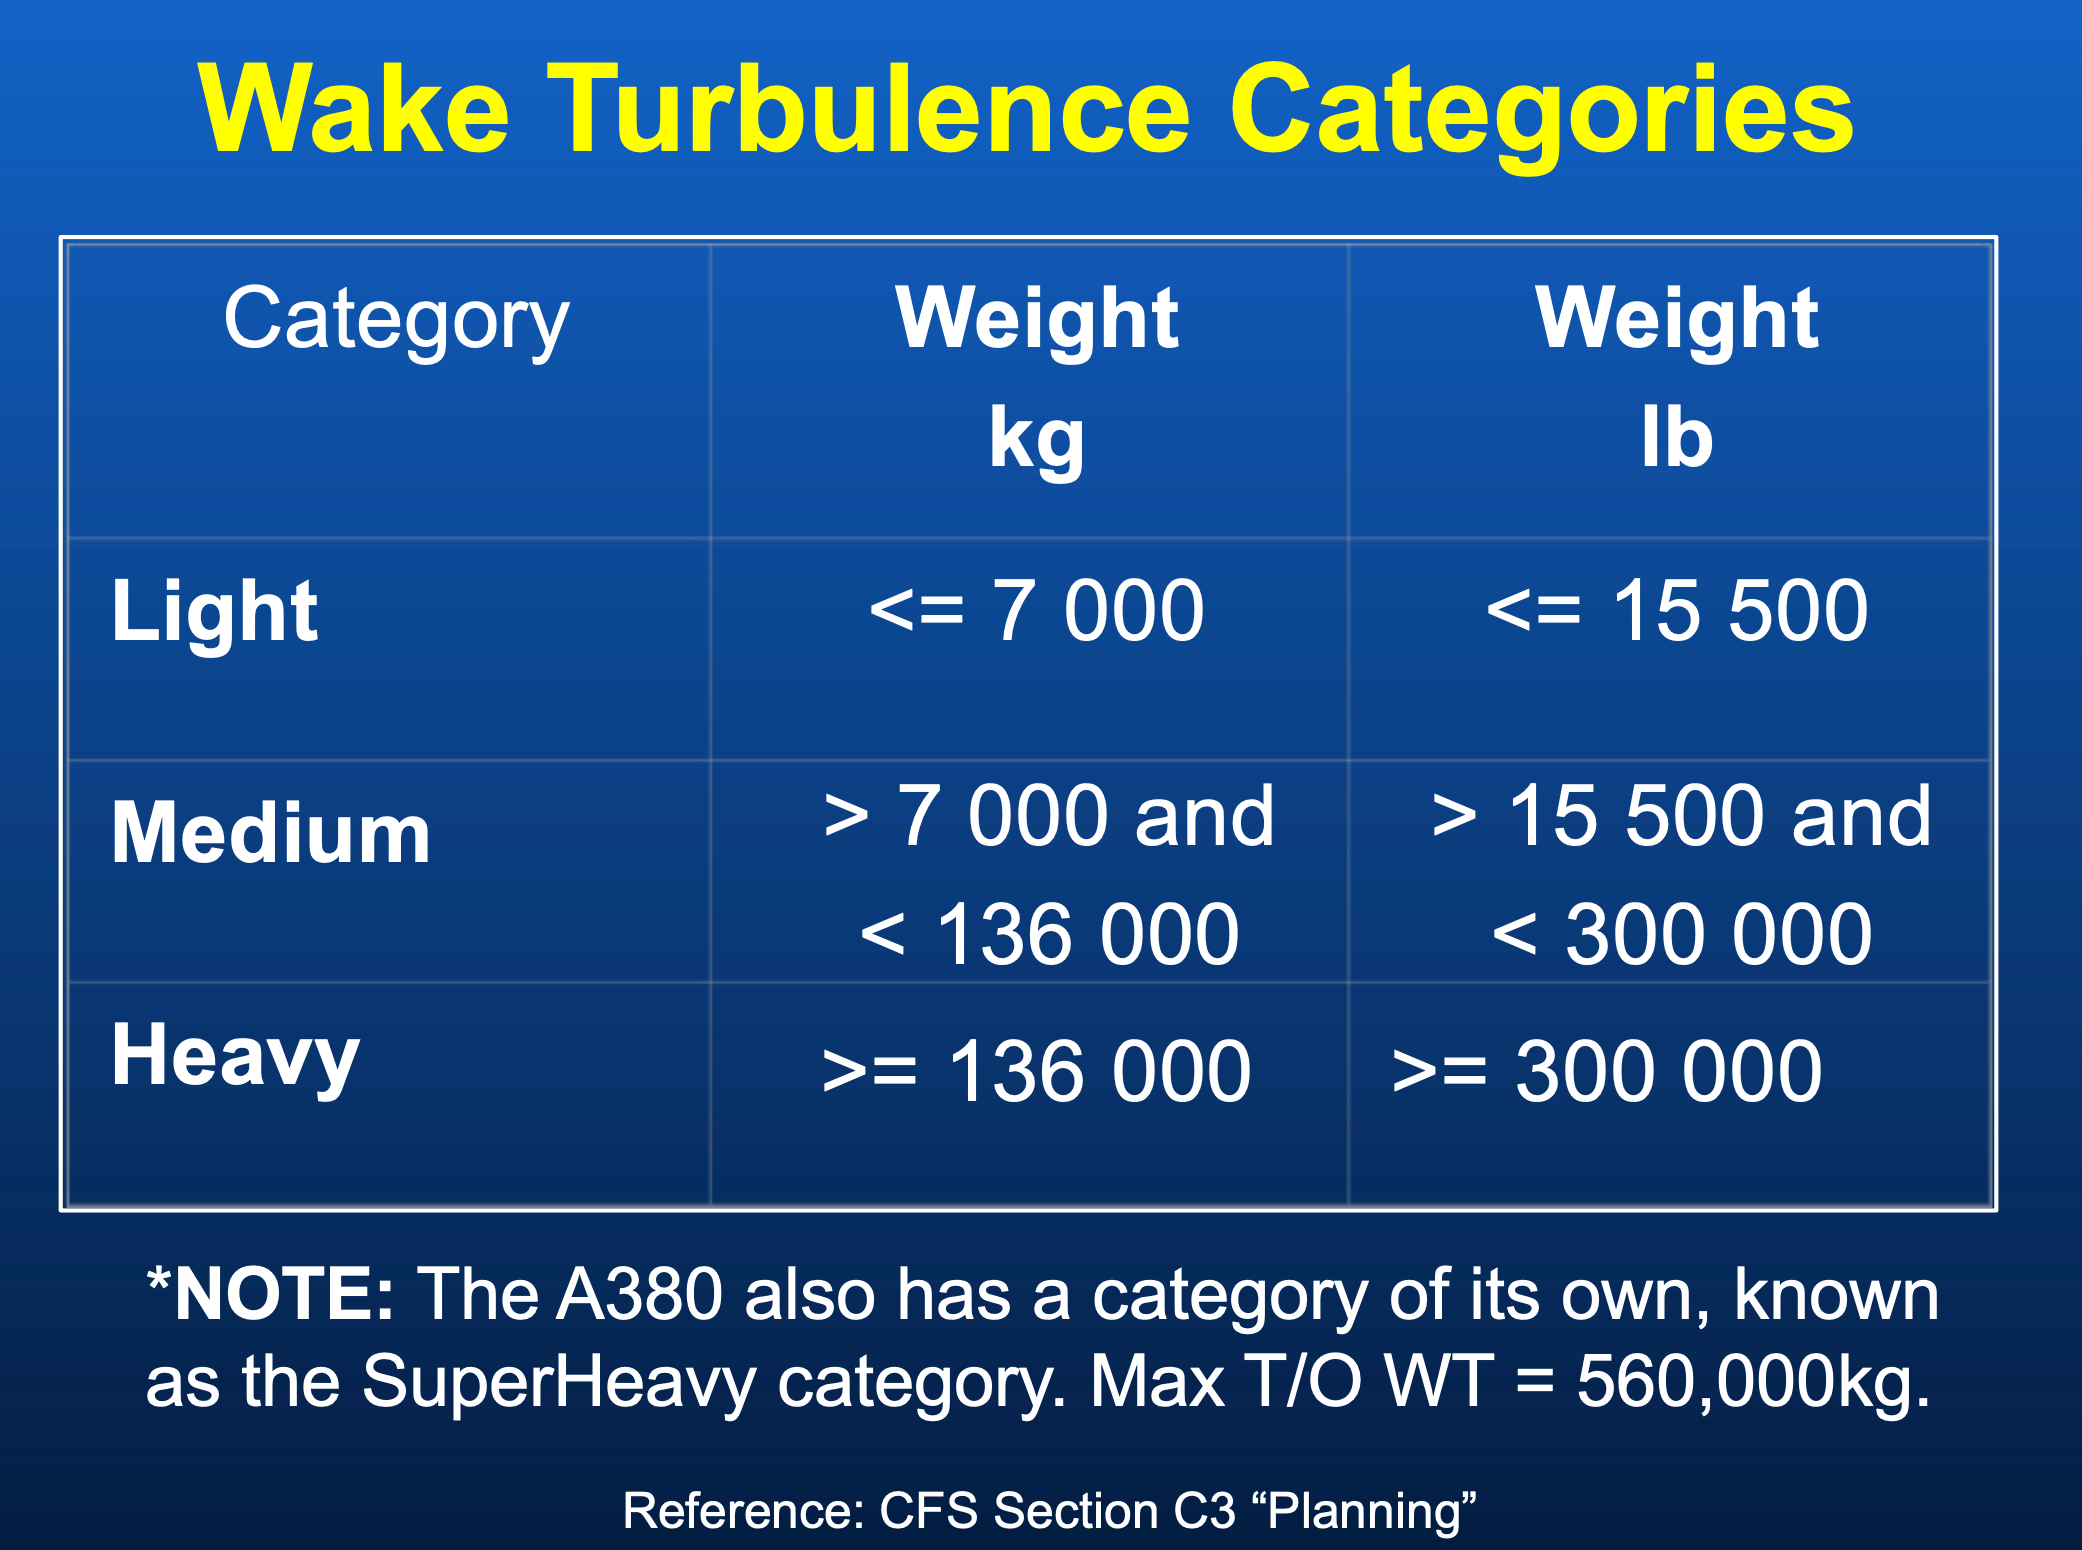 Wake Turbulence Categories
Category
Weight
kg
Weight
lb
Light
<= 7 000
<= 15 500
Medium
> 7 000 and
< 136 000
> 15 500 and
< 300 000
Heavy
>= 136 000
>= 300 000
*NOTE: The A380 also has a category of its own, known
as the SuperHeavy category. Max T/O WT = 560,000kg.
Reference: CFS Section C3 “Planning”